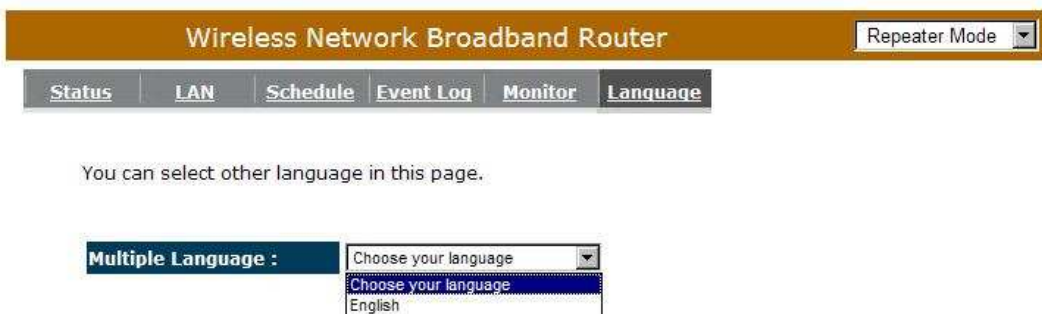 Wireless Network Broadband Router
Repeater Mode
Status LAN Schedule Event Log Monitor Language
You can select other language in this page.
Multiple Language : Choose your language
Choose your language
English